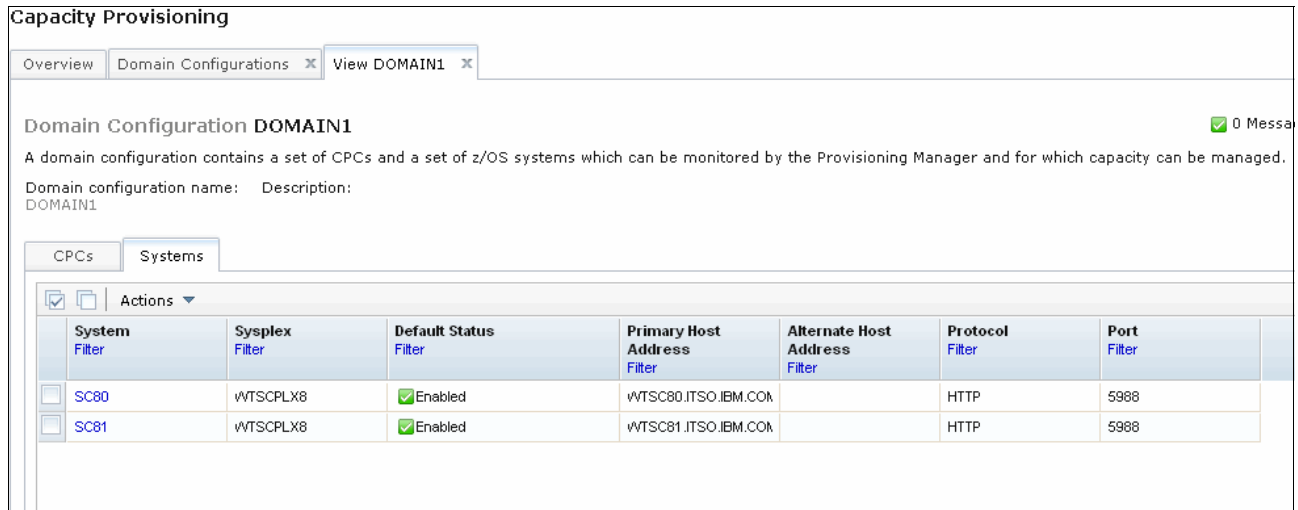 Capacity Provisioning
Overview Domain Configurations X View DOMAIN1 X
Domain Configuration DOMAIN1 0 Messa
A domain configuration contains a set of CPCs and a set of z/OS systems which can be monitored by the Provisioning Manager and for which capacity can be managed.
Domain configuration name: Description:
DOMAIN1
CPCs Systems
Actions
System Sysplex Default Status Primary Host Alternate Host Protocol Port
Filter Filter Filter Address Address Filter Filter
Filter Filter
SC80 WTSCPLX8 Enabled WTSC80.ITSO.IBM.COM HTTP 5988
SC81 WTSCPLX8 Enabled WTSC81.ITSO.IBM.COM HTTP 5988